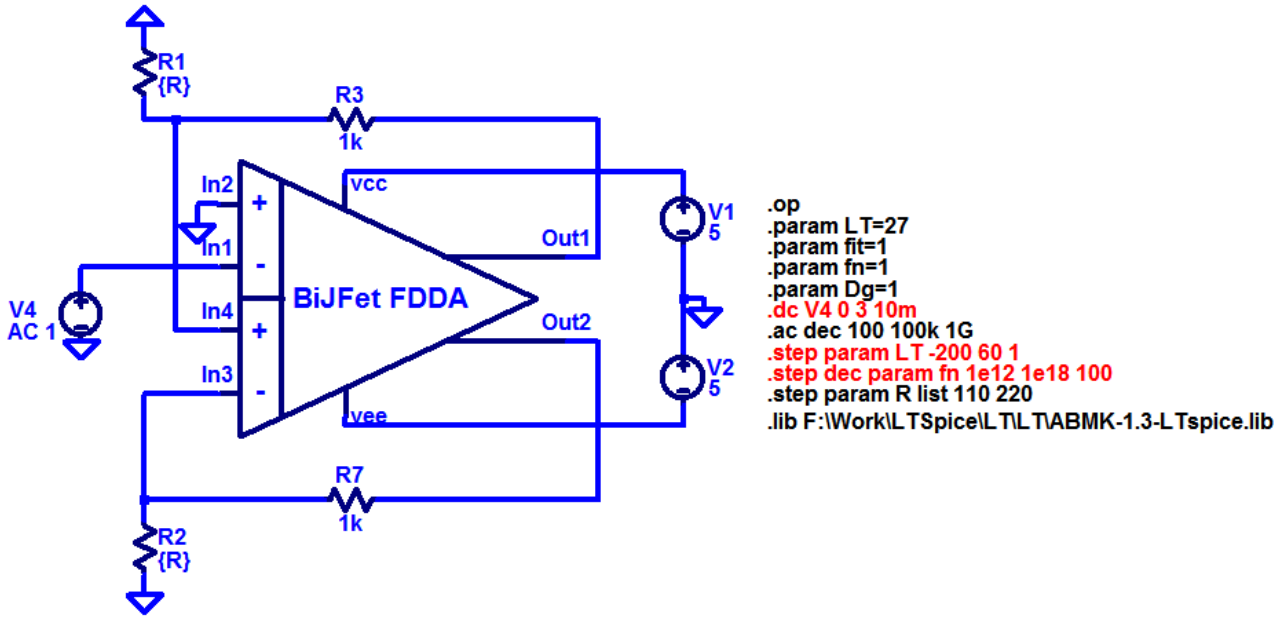 R1
{R}
R3
1k
In2
+
vcc
In1
-
V1
5
Out1
V4
AC 1
BiJFet FDDA
In4
+
Out2
In3
-
vee
V2
5
R7
1k
R2
{R}
.op
.param LT=27
.param fit=1
.param fn=1
.param Dg=1
.dc V4 0 3 10m
.ac dec 100 100k 1G
.step param LT -200 60 1
.step dec param fn 1e12 1e18 100
.step param R list 110 220
.lib F:\Work\LTSpice\LT\LT\ABMK-1.3-LTspice.lib